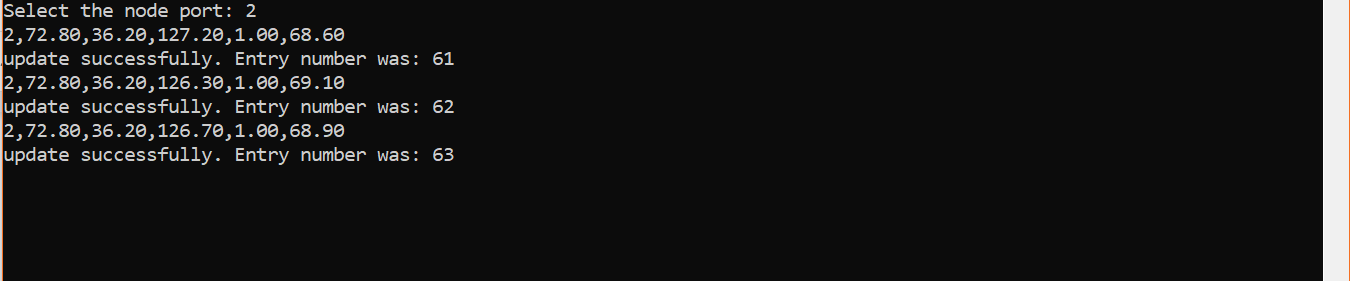 Select the node port: 2
2,72.80,36.20,127.20,1.00,68.60
update successfully. Entry number was: 61
2,72.80,36.20,126.30,1.00,69.10
update successfully. Entry number was: 62
2,72.80,36.20,126.70,1.00,68.90
update successfully. Entry number was: 63